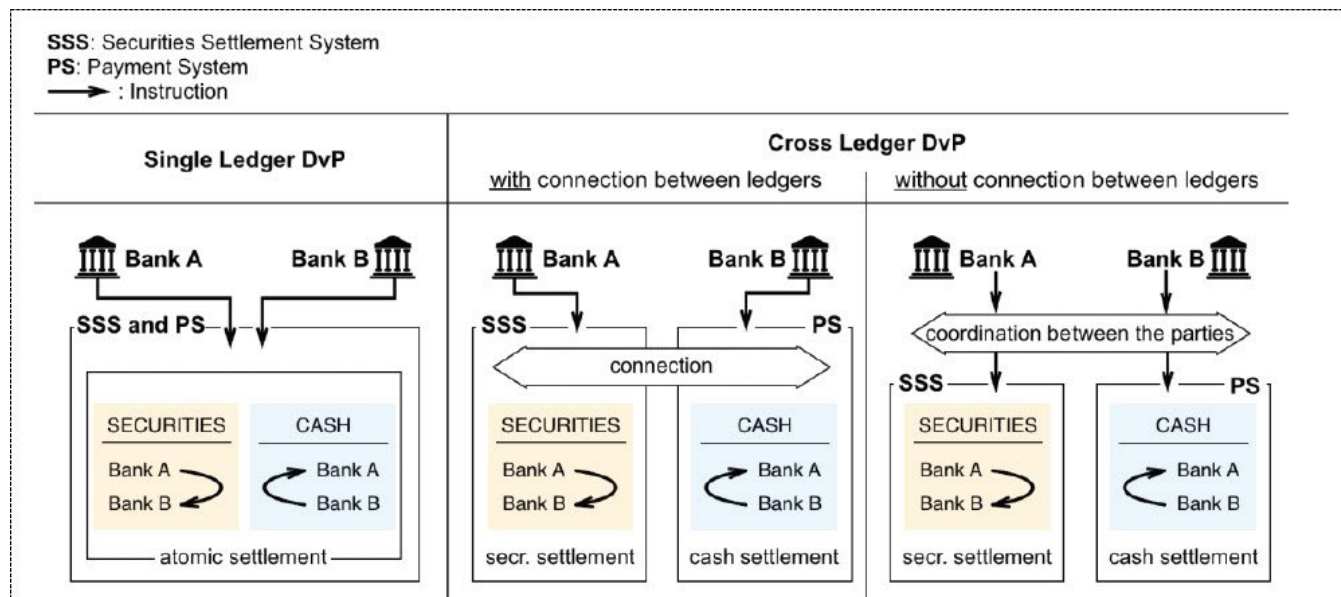 SSS: Securities Settlement System
PS: Payment System
: Instruction
Single Ledger DvP
Cross Ledger DvP
with connection between ledgers
without connection between ledgers
Bank A
Bank B
SSS and PS
SECURITIES
Bank A
Bank B
CASH
Bank A
Bank B
atomic settlement
Bank A
Bank B
SSS
PS
connection
SECURITIES
Bank A
Bank B
secr. settlement
CASH
Bank A
Bank B
cash settlement
Bank A
Bank B
coordination between the parties
SSS
PS
SECURITIES
Bank A
Bank B
secr. settlement
CASH
Bank A
Bank B
cash settlement